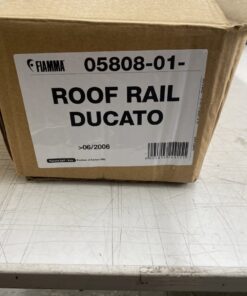 FIAMMA 05808-01-
ROOF RAIL
DUCATO
>06/2006